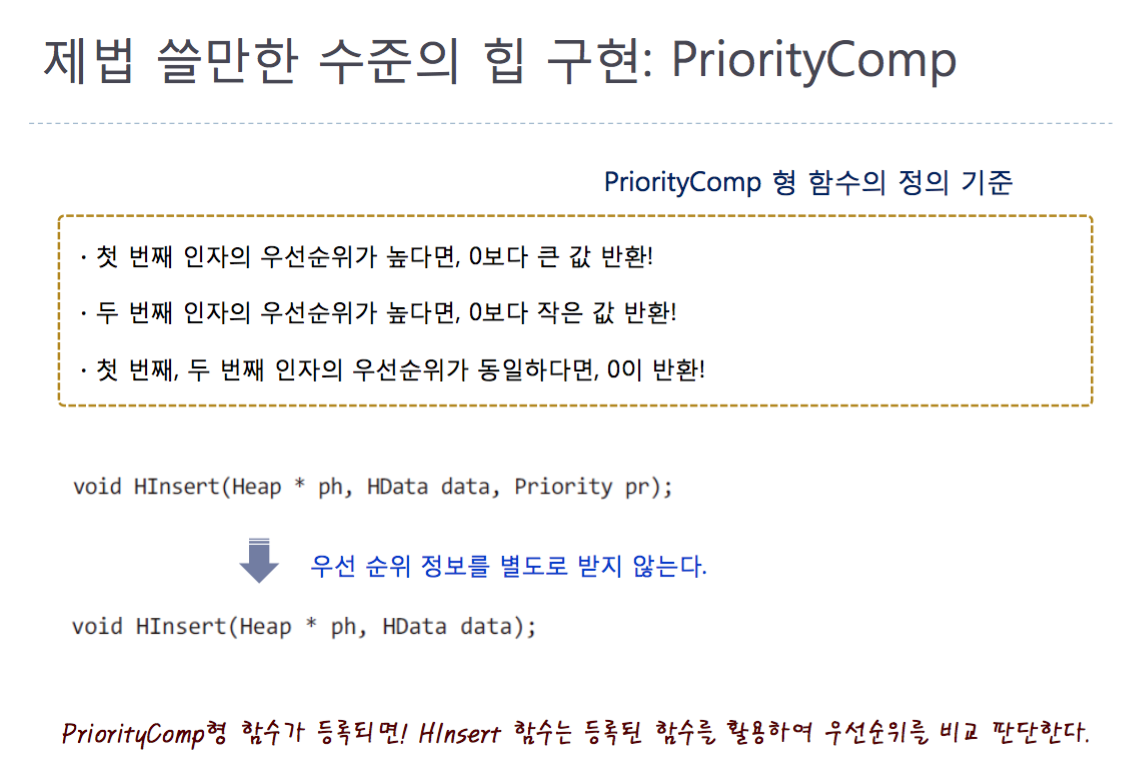 제법 쓸만한 수준의 힙 구현: PriorityComp
PriorityComp 형 함수의 정의 기준
· 첫 번째 인자의 우선순위가 높다면, 0보다 큰 값 반환!
· 두 번째 인자의 우선순위가 높다면, 0보다 작은 값 반환!
· 첫 번째, 두 번째 인자의 우선순위가 동일하다면, 0이 반환!
void HInsert(Heap * ph, HData data, Priority pr);
우선 순위 정보를 별도로 받지 않는다.
void HInsert(Heap * ph, HData data);
PriorityComp형 함수가 등록되면! HInsert 함수는 등록된 함수를 활용하여 우선순위를 비교 판단한다.